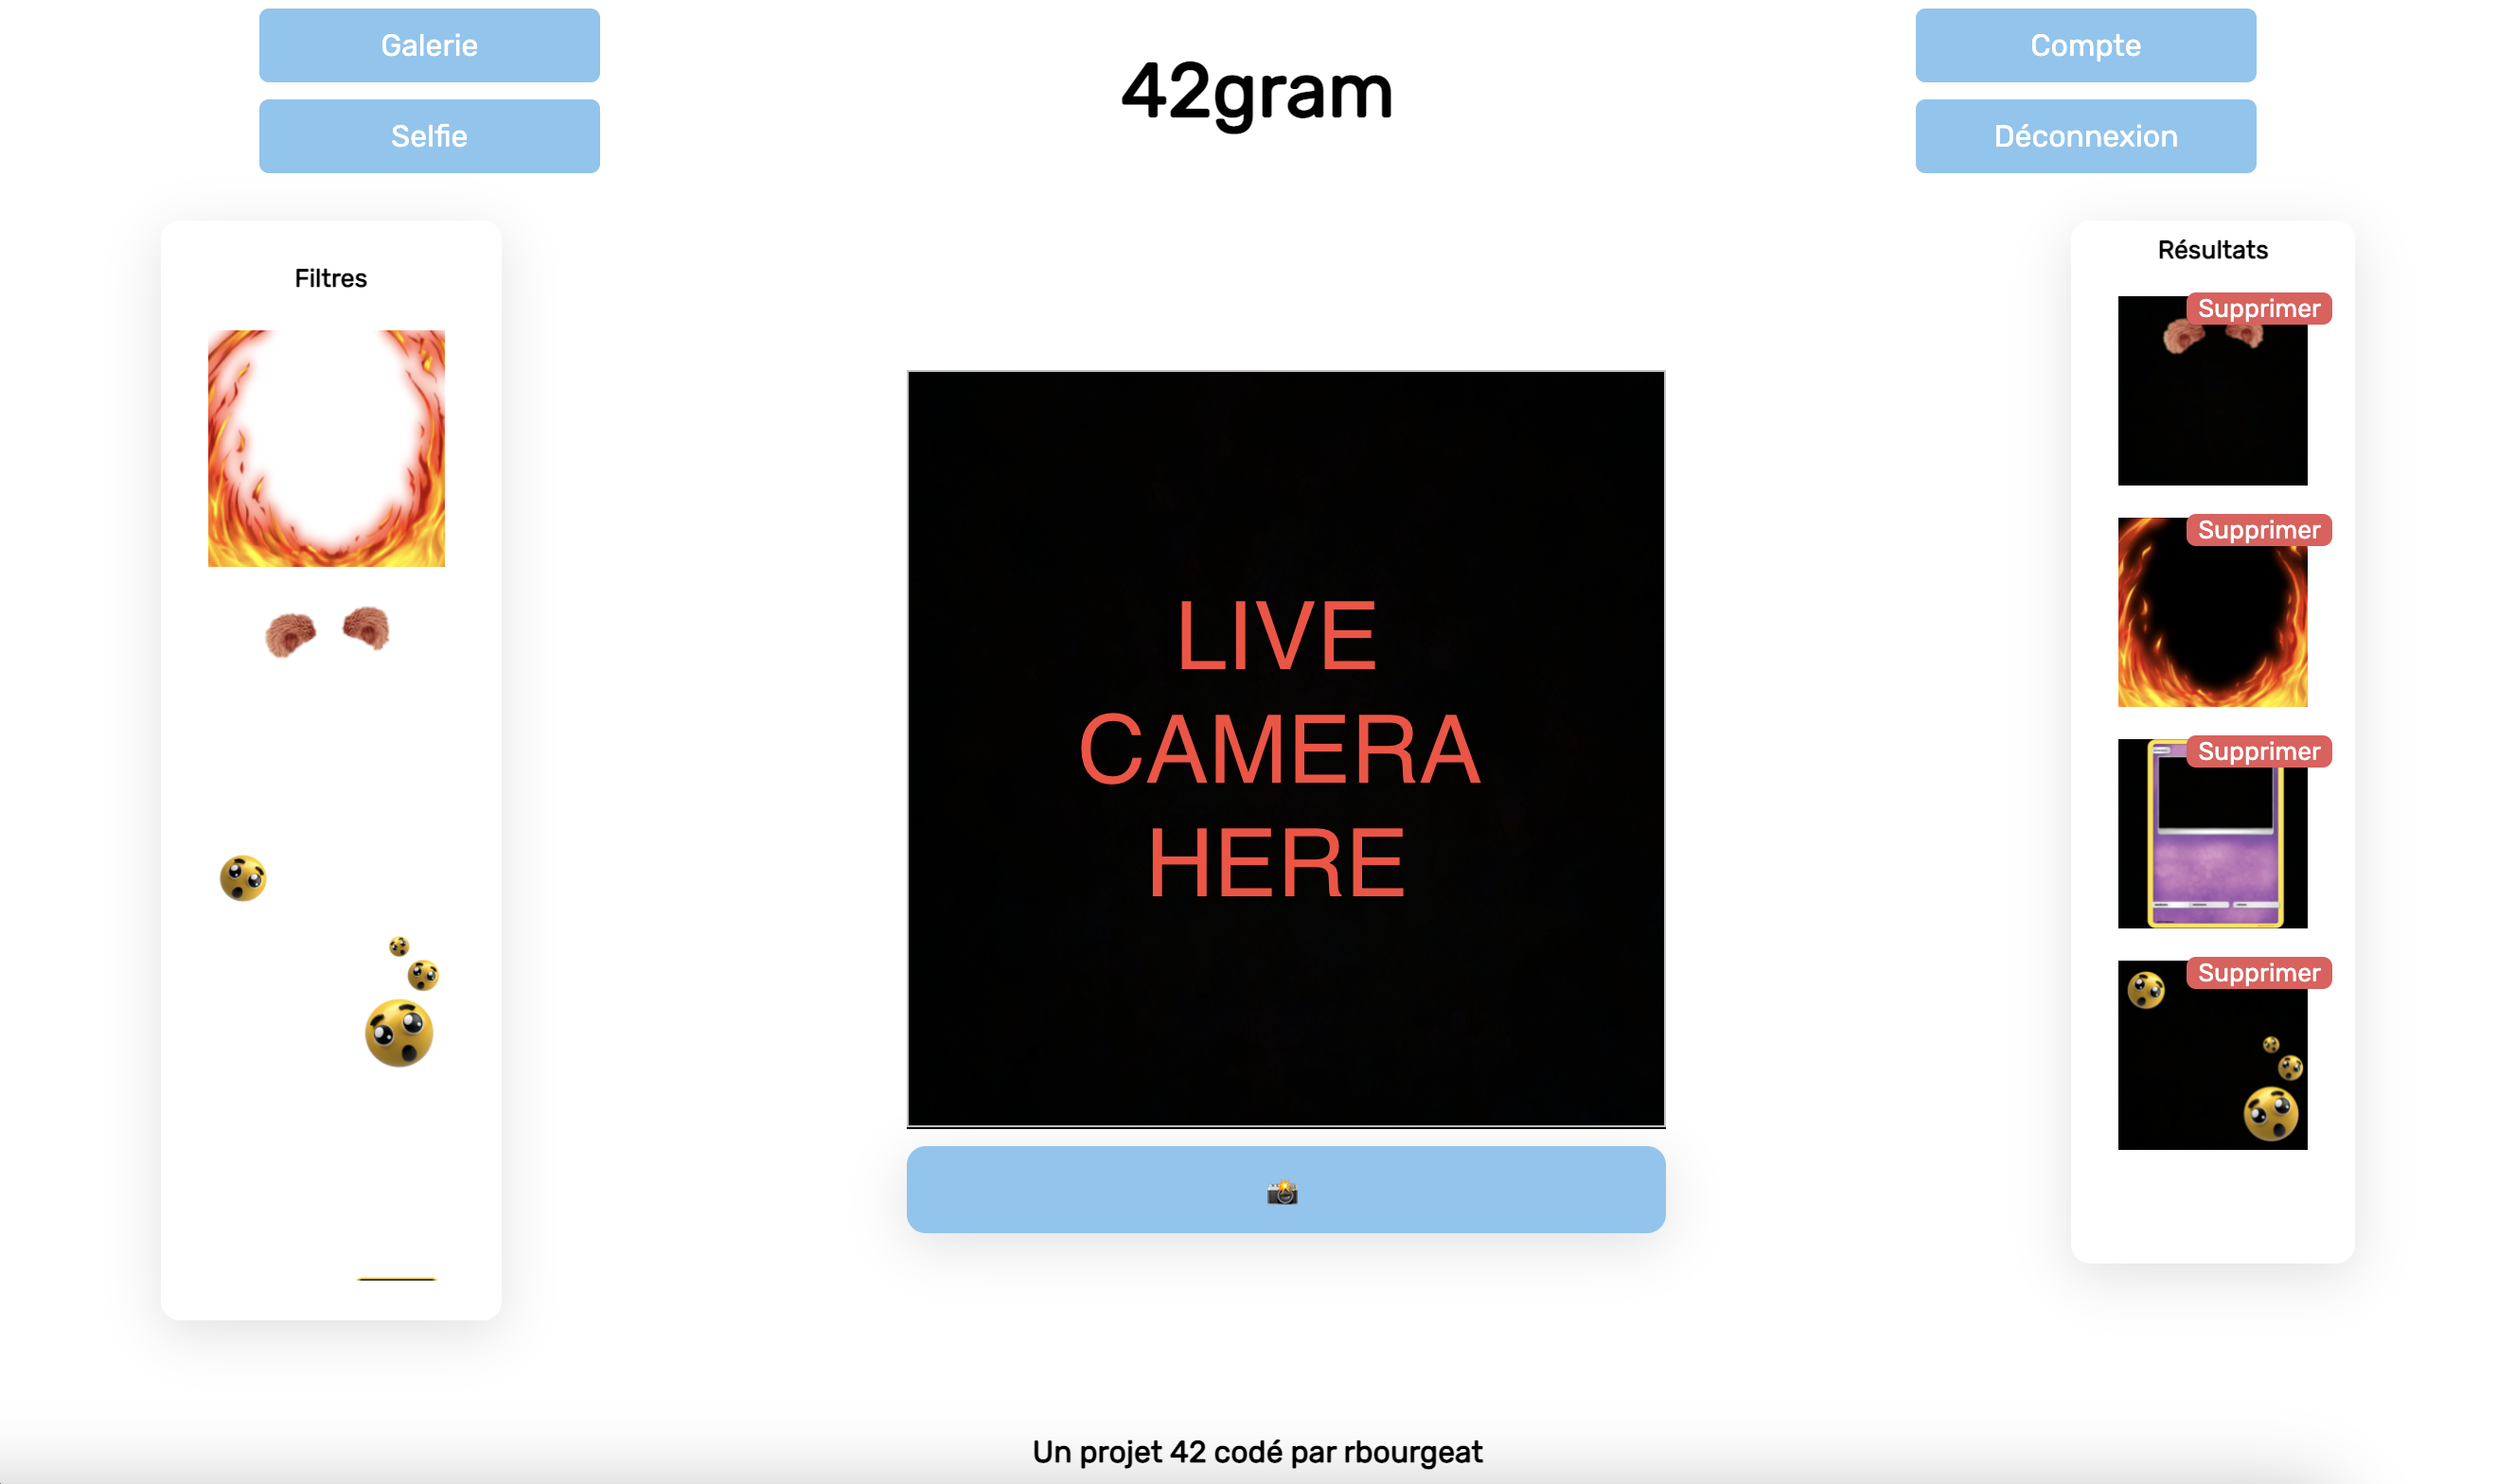 Galerie
Selfie
42gram
Compte
Déconnexion
Filtres
LIVE
CAMERA
HERE
Résultats
Supprimer
Supprimer
Supprimer
Supprimer
Un projet 42 codé par rbourgeat